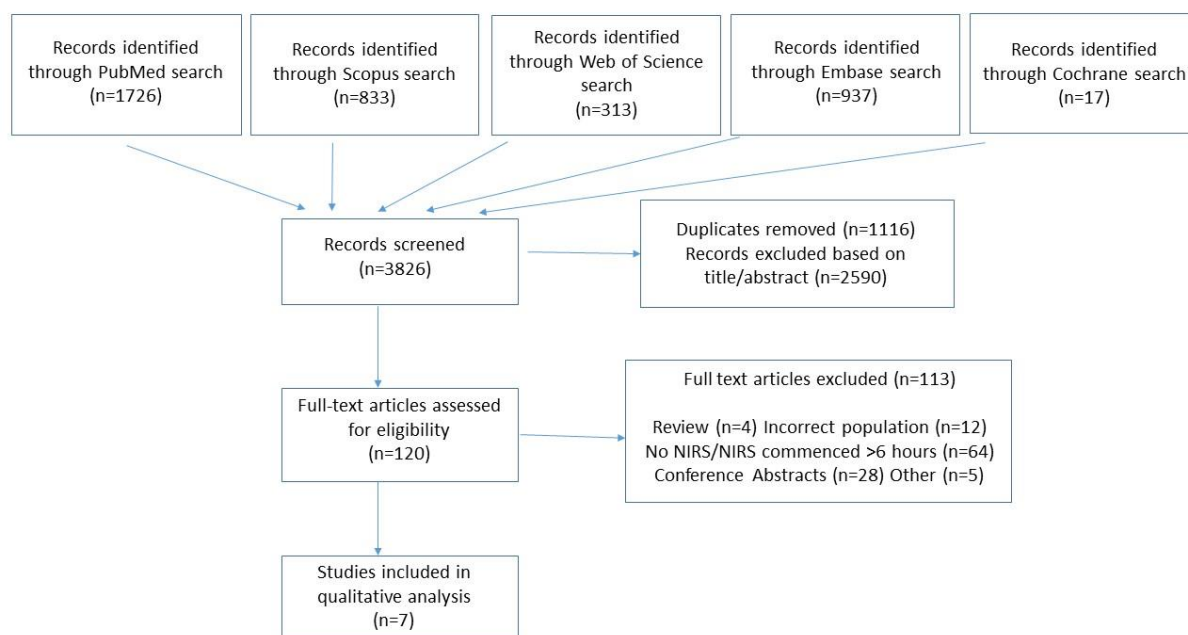 Records identified
through PubMed search
(n=1726)
Records identified
through Scopus search
(n=833)
Records identified
through Web of Science
search
(n=313)
Records identified
through Embase search
(n=937)
Records identified
through Cochrane search
(n=17)
Records screened
(n=3826)
Duplicates removed (n=1116)
Records excluded based on
title/abstract (n=2590)
Full-text articles assessed
for eligibility
(n=120)
Full text articles excluded (n=113)
Review (n=4) Incorrect population (n=12)
No NIRS/NIRS commenced >6 hours (n=64)
Conference Abstracts (n=28) Other (n=5)
Studies included in
qualitative analysis
(n=7)